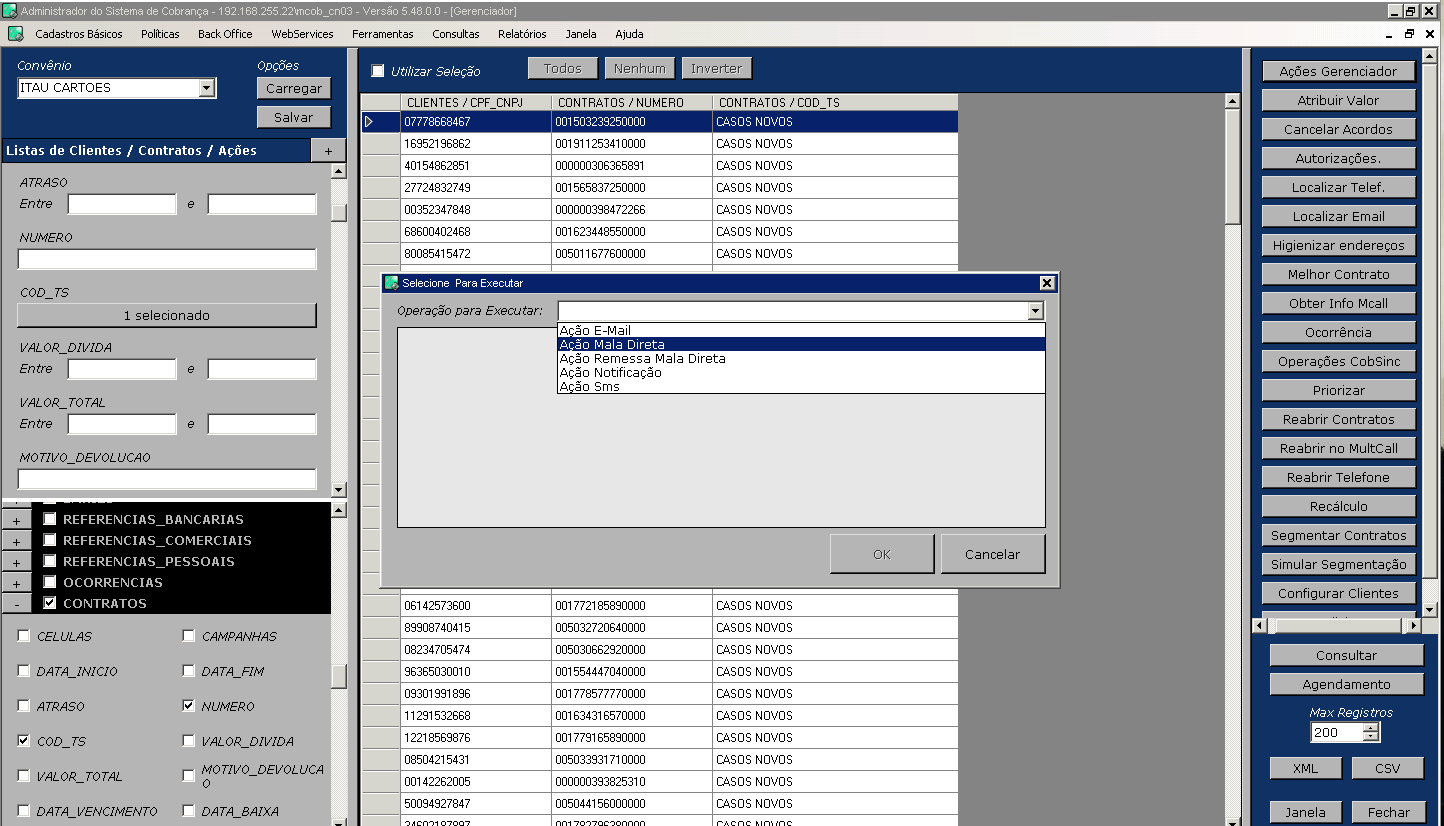 Administrador do Sistema de Cobrança - 192.168.255.22\mcob_cn03 - Versão 5.48.0.0 - [Gerenciador]
Cadastros Básicos Políticas Back Office WebServices Ferramentas Consultas Relatórios Janela Ajuda
Convênio
Opções
ITAU CARTOES
Carregar
Salvar
Listas de Clientes / Contratos / Ações +
ATRASO
Entre e
NUMERO
COD_TS
1 selecionado
VALOR_DIVIDA
Entre e
VALOR_TOTAL
Entre e
MOTIVO_DEVOLUCAO
+ REFERENCIAS_BANCARIAS
+ REFERENCIAS_COMERCIAIS
+ REFERENCIAS_PESSOAIS
+ OCORRENCIAS
- CONTRATOS
CELULAS CAMPANHAS
DATA_INICIO DATA_FIM
ATRASO NUMERO
COD_TS VALOR_DIVIDA
VALOR_TOTAL MOTIVO_DEVOLUCA
O
DATA_VENCIMENTO DATA_BAIXA
Utilizar Seleção Todos Nenhum Inverter
CLIENTES / CPF_CNPJ CONTRATOS / NUMERO CONTRATOS / COD_TS
07778668467 001503239250000 CASOS NOVOS
16952196862 001911253410000 CASOS NOVOS
40154862851 000000306365891 CASOS NOVOS
27724832749 001565837250000 CASOS NOVOS
00352347848 000000398472266 CASOS NOVOS
68600402468 001623448550000 CASOS NOVOS
80085415472 005011677600000 CASOS NOVOS
Selecione Para Executar
Operação para Executar:
Ação E-Mail
Ação Mala Direta
Ação Remessa Mala Direta
Ação Notificação
Ação Sms
OK Cancelar
06142573600 001772185890000 CASOS NOVOS
89908740415 005032720640000 CASOS NOVOS
08234705474 005030662920000 CASOS NOVOS
96365030010 001554447040000 CASOS NOVOS
09301991896 001778577770000 CASOS NOVOS
11291532668 001634316570000 CASOS NOVOS
12218569876 001779165890000 CASOS NOVOS
08504215431 005033931710000 CASOS NOVOS
00142262005 000000393825310 CASOS NOVOS
50094927847 005044156000000 CASOS NOVOS
34602187897 001782796380000 CASOS NOVOS
Ações Gerenciador
Atribuir Valor
Cancelar Acordos
Autorizações.
Localizar Telef.
Localizar Email
Higienizar endereços
Melhor Contrato
Obter Info Mcall
Ocorrência
Operações CobSinc
Priorizar
Reabrir Contratos
Reabrir no MultCall
Reabrir Telefone
Recálculo
Segmentar Contratos
Simular Segmentação
Configurar Clientes
Consultar
Agendamento
Max Registros
200
XML CSV
Janela Fechar